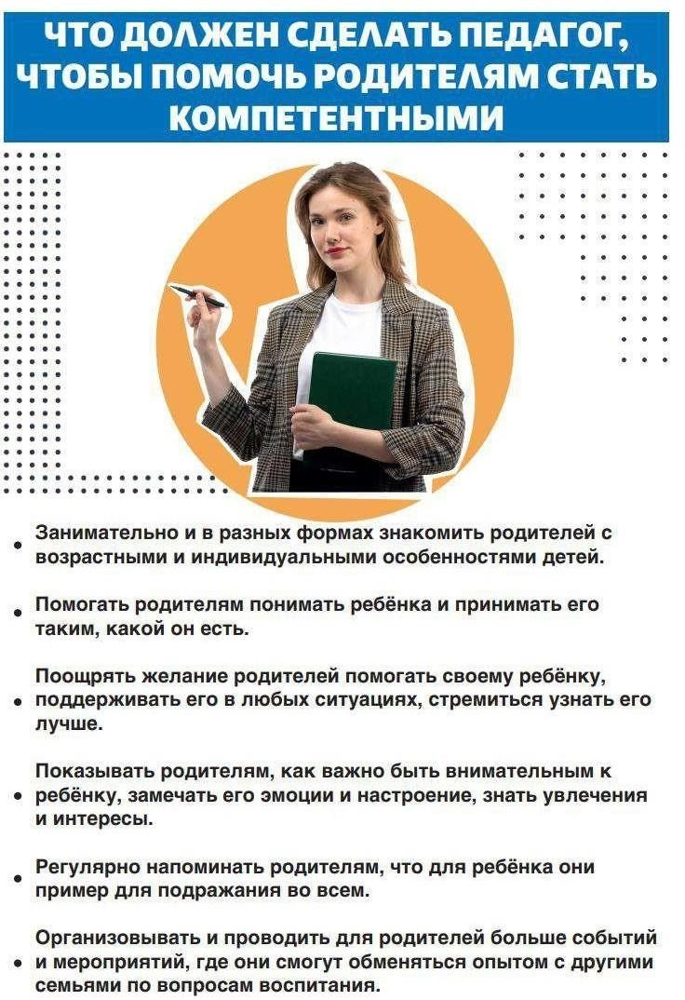 ЧТО ДОЛЖЕН СДЕЛАТЬ ПЕДАГОГ,
ЧТОБЫ ПОМОЧЬ РОДИТЕЛЯМ СТАТЬ
КОМПЕТЕНТНЫМИ
• Занимательно и в разных формах знакомить родителей с
возрастными и индивидуальными особенностями детей.
• Помогать родителям понимать ребёнка и принимать его
таким, какой он есть.
• Поощрять желание родителей помогать своему ребёнку,
поддерживать его в любых ситуациях, стремиться узнать его
лучше.
• Показывать родителям, как важно быть внимательным к
ребёнку, замечать его эмоции и настроение, знать увлечения
и интересы.
• Регулярно напоминать родителям, что для ребёнка они
пример для подражания во всем.
• Организовывать и проводить для родителей больше событий
и мероприятий, где они смогут обменяться опытом с другими
семьями по вопросам воспитания.